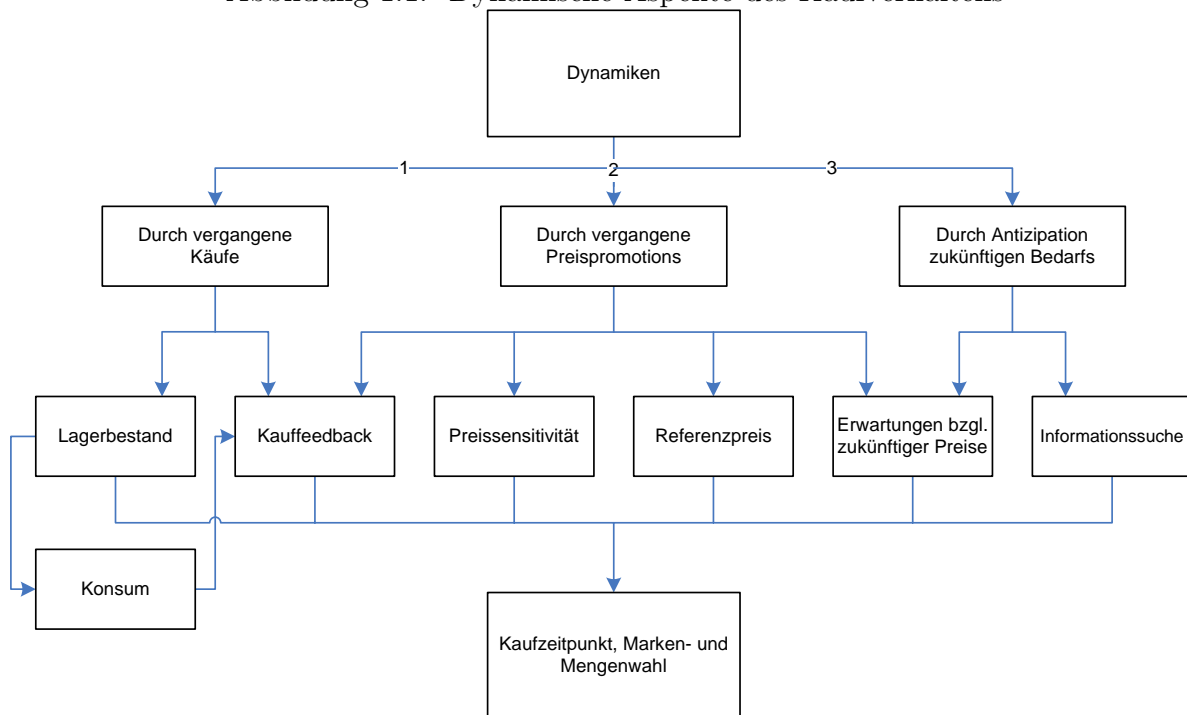 Dynamiken
1
2
3
Durch vergangene
Käufe
Durch vergangene
Preispromotions
Durch Antizipation
zukünftigen Bedarfs
Lagerbestand
Kauffeedback
Preissensitivität
Referenzpreis
Erwartungen bzgl.
zukünftiger Preise
Informationssuche
Konsum
Kaufzeitpunkt, Marken- und
Mengenwahl